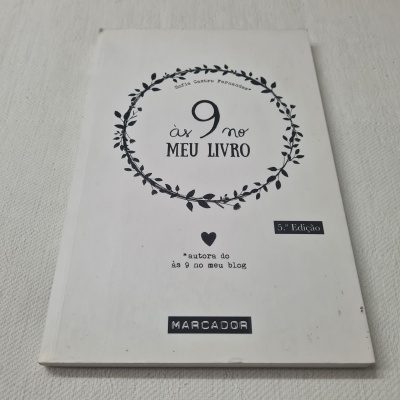 Sofia Castro Fernandes*
às 9 no
MEU LIVRO
5.ª Edição
*autora do
às 9 no meu blog
MARCADOR